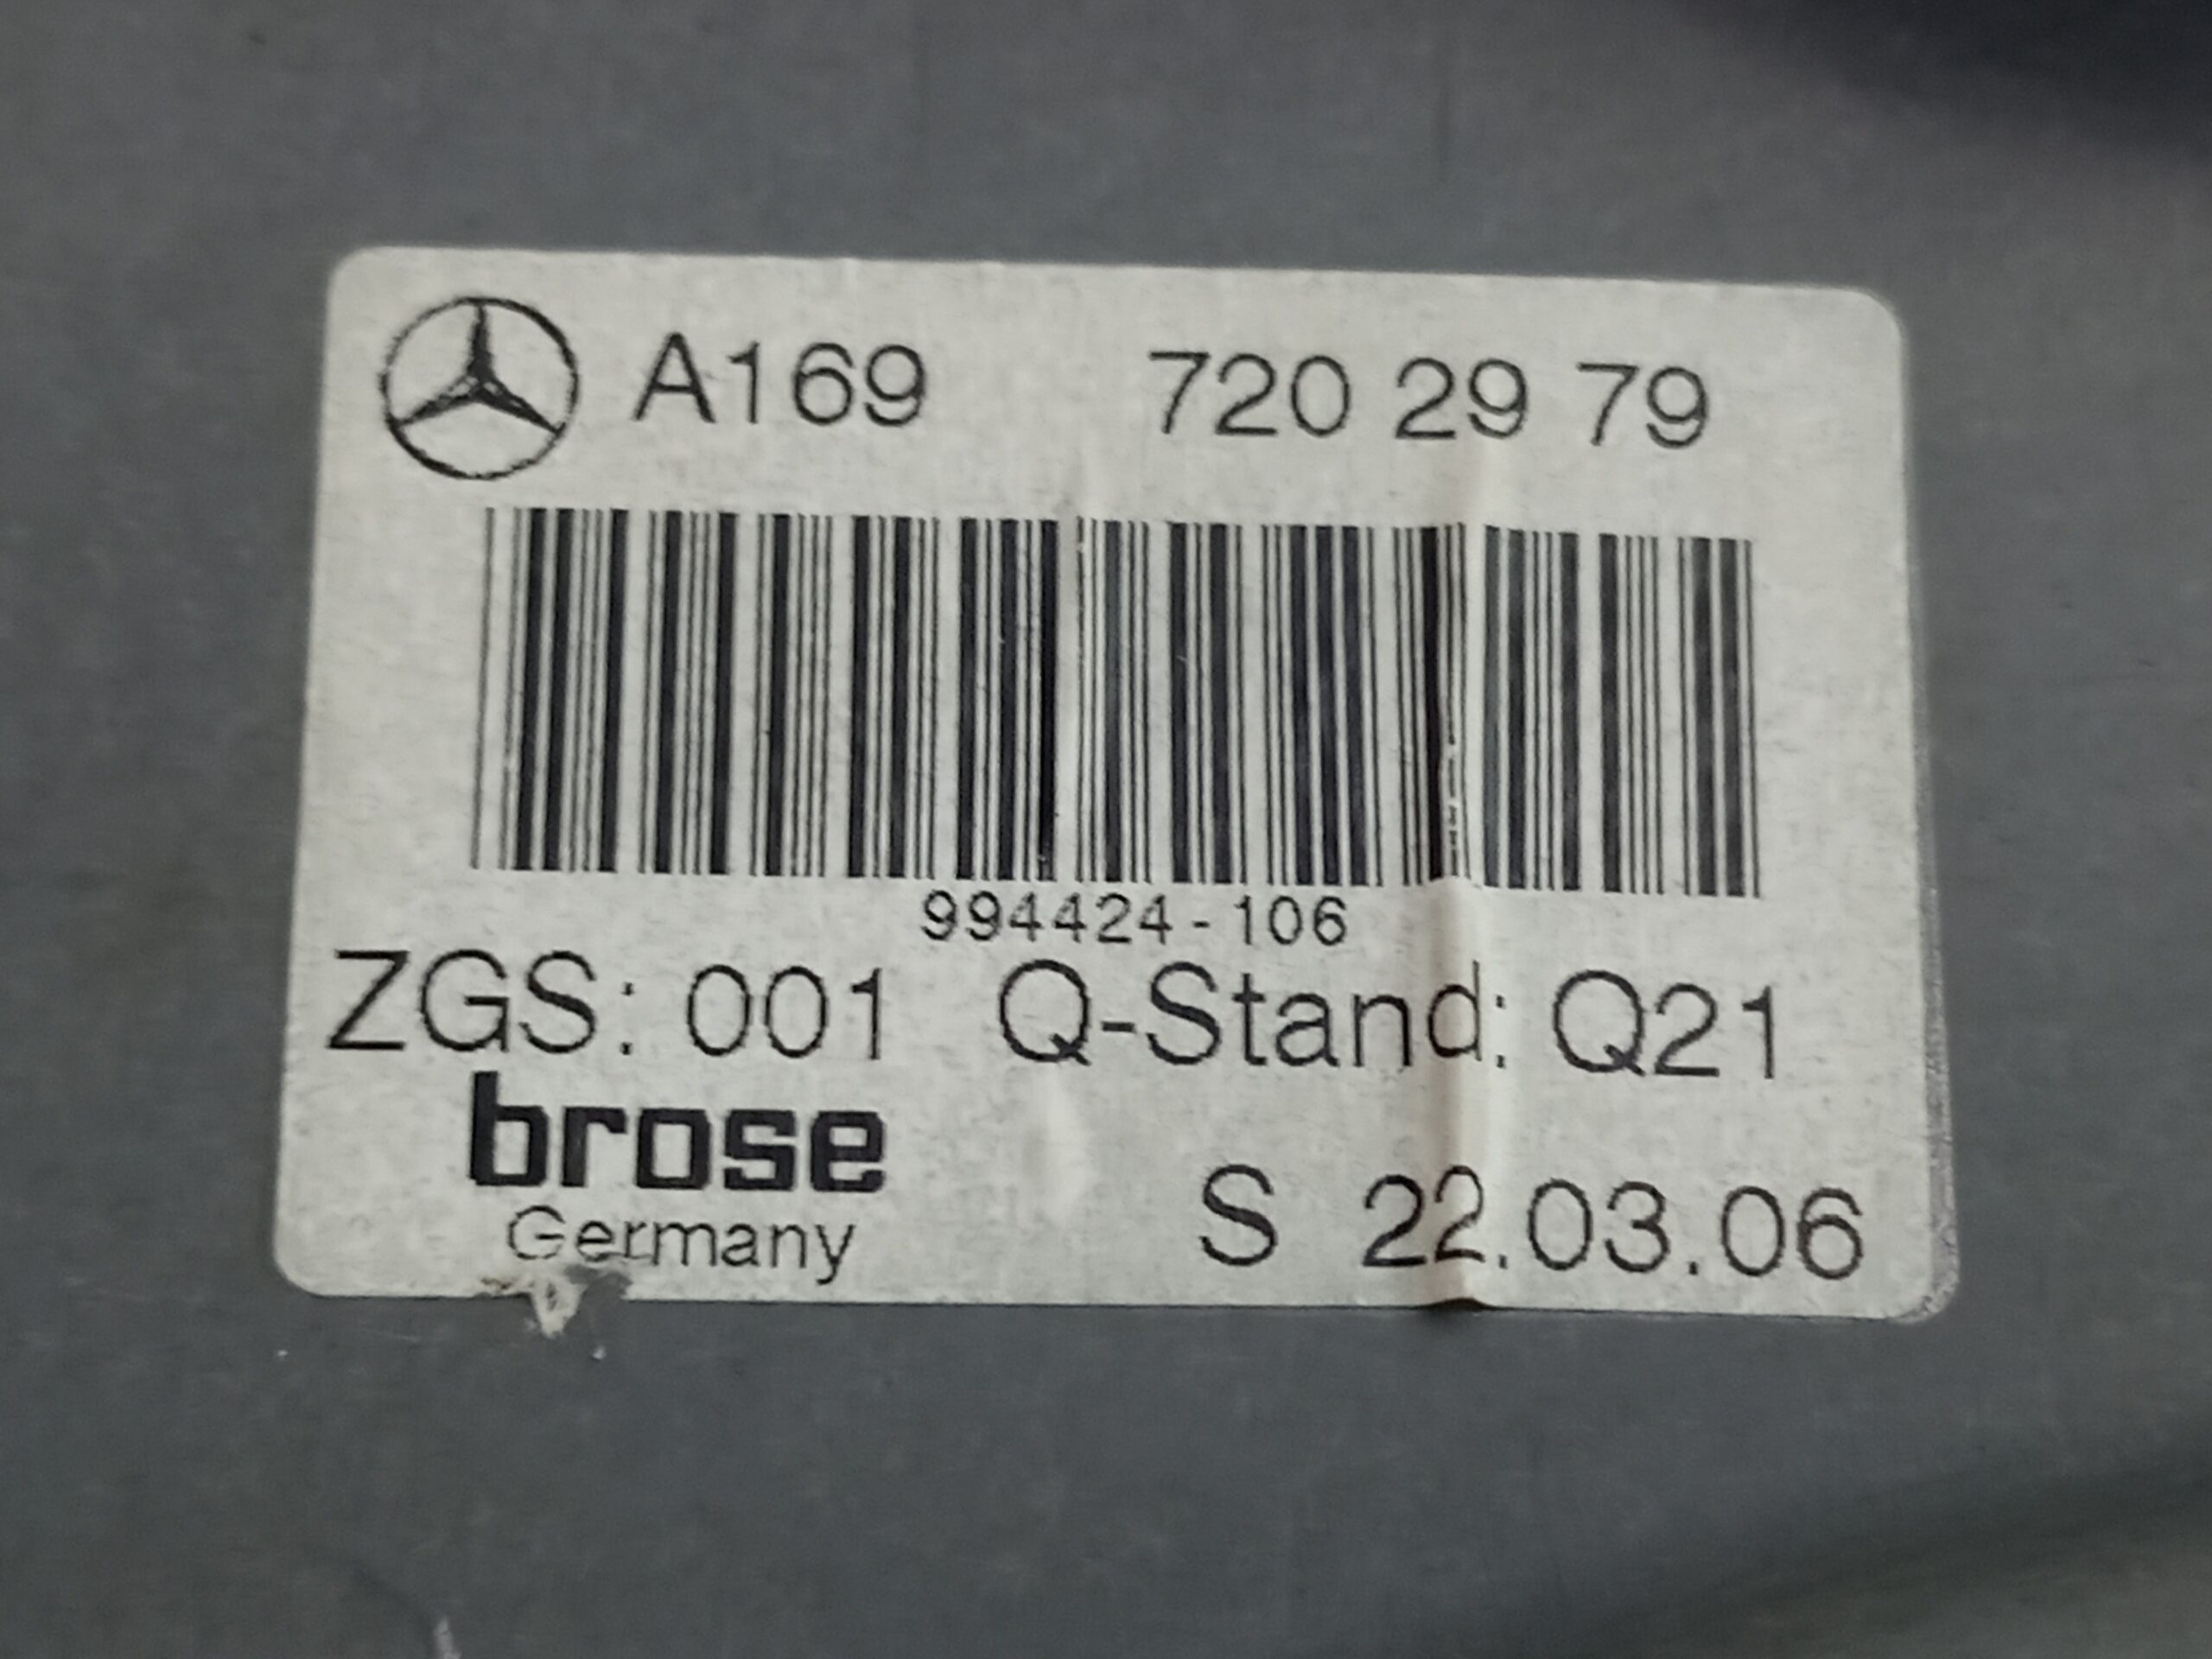 A169 720 29 79
994424-106
ZGS: 001 Q-Stand: Q21
brose
Germany
S 22.03.06